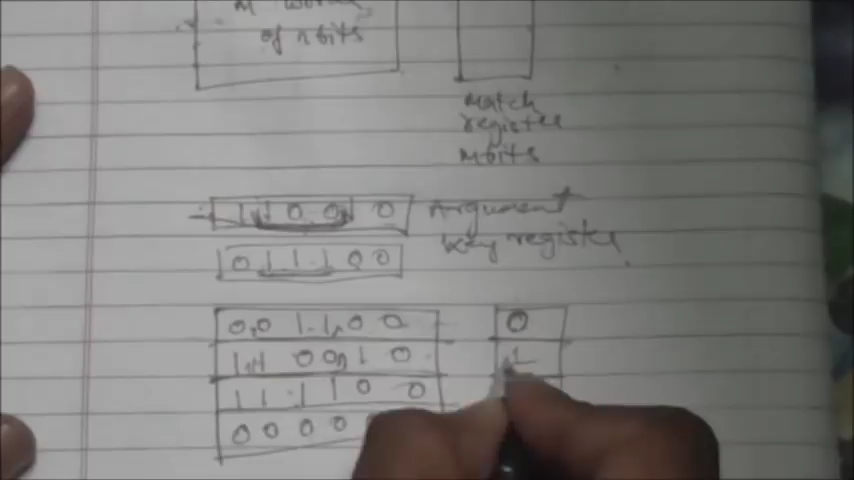 m words
of n bits
match
register
m bits
1 1 0 0 1 0 Argument
0 1 1 1 0 0 key register
0 0 1 1 0 0 0
1 1 0 0 1 0 1
1 1 1 1 0 0
0 0 0 0